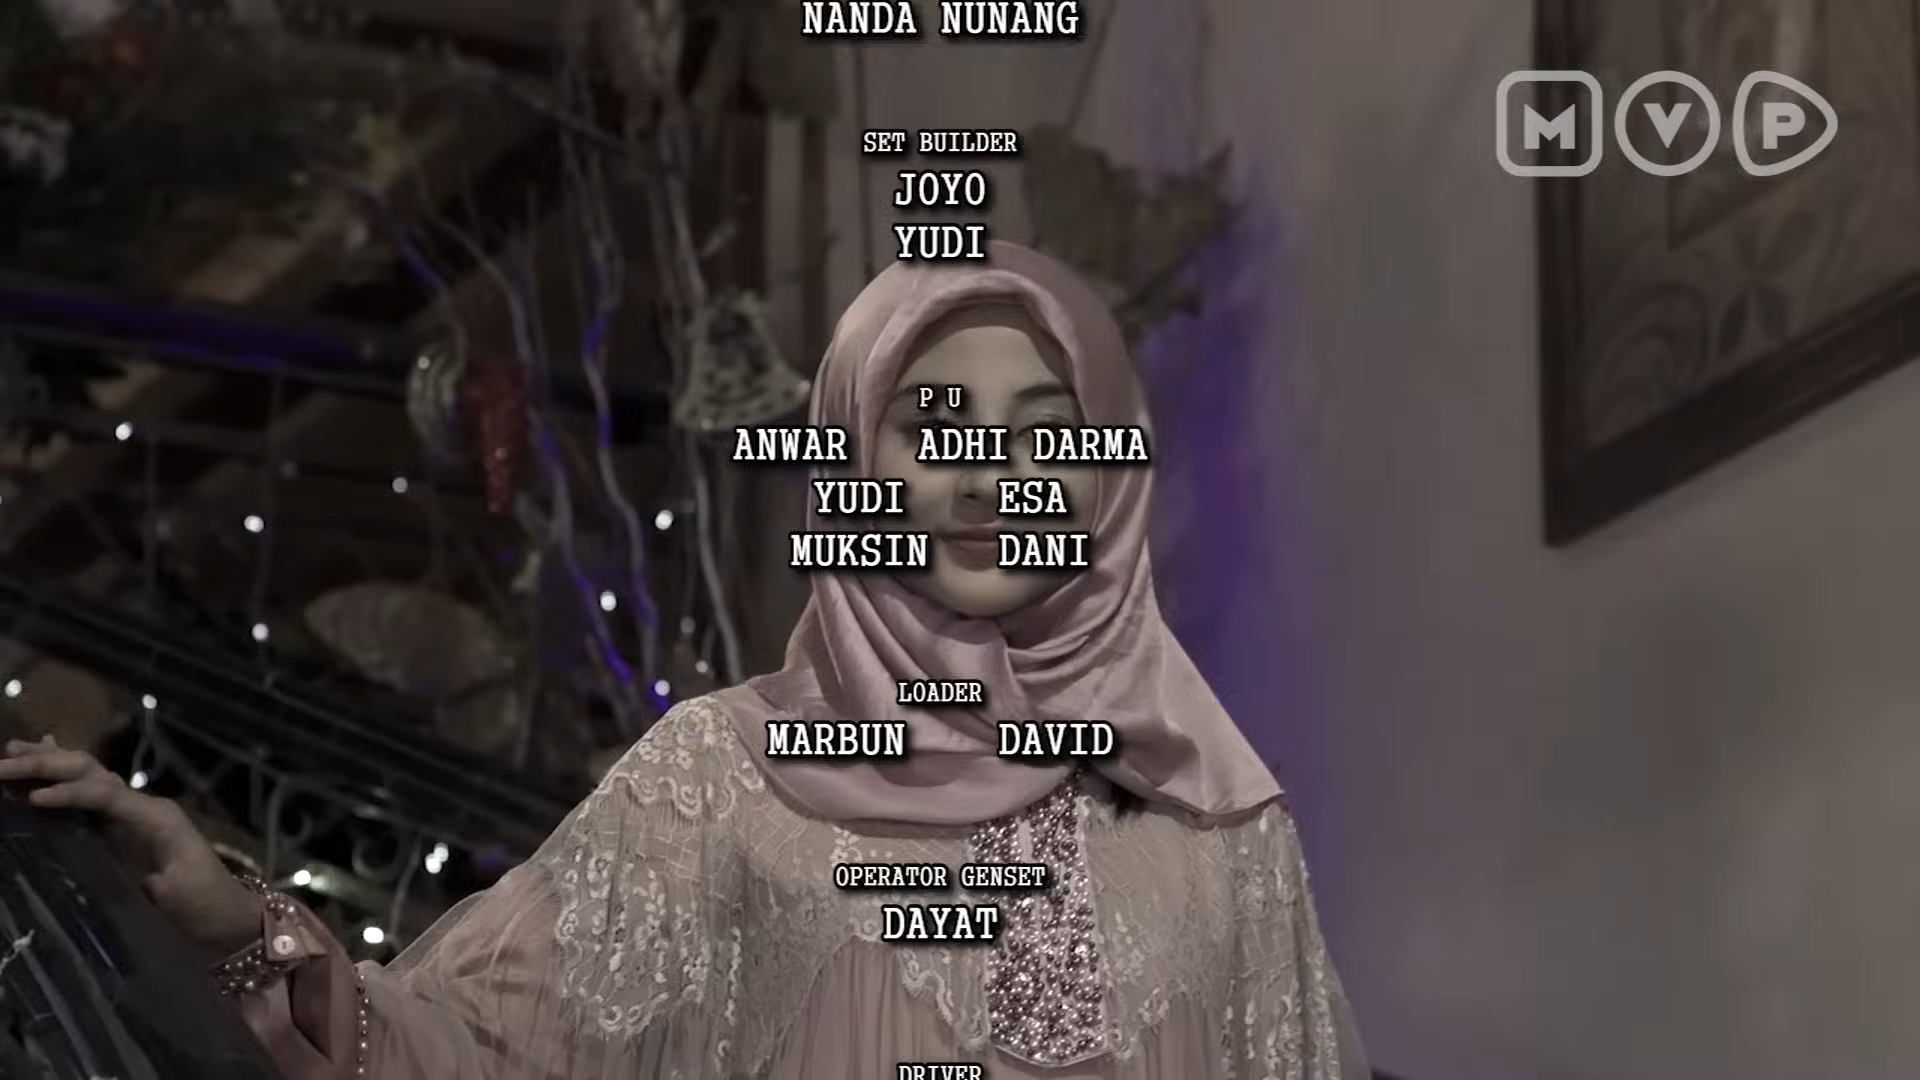 NANDA NUNANG
MVP
SET BUILDER
JOYO
YUDI
P U
ANWAR ADHI DARMA
YUDI ESA
MUKSIN DANI
LOADER
MARBUN DAVID
OPERATOR GENSET
DAYAT
DRIVER